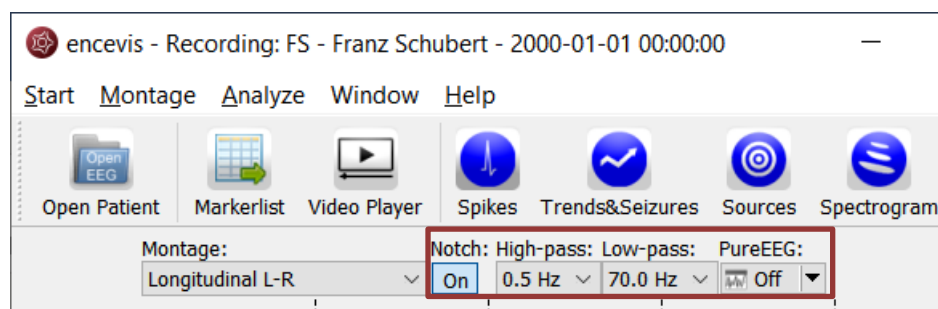 encevis - Recording: FS - Franz Schubert - 2000-01-01 00:00:00
Start Montage Analyze Window Help
Open
EEG
Open Patient Markerlist Video Player Spikes Trends&Seizures Sources Spectrogram
Montage: Notch: High-pass: Low-pass: PureEEG:
Longitudinal L-R On 0.5 Hz 70.0 Hz Off